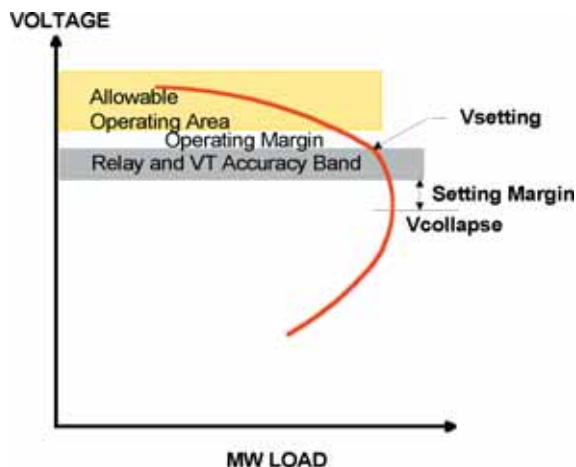 VOLTAGE
Allowable
Operating Area
Operating Margin
Vsetting
Relay and VT Accuracy Band
Setting Margin
Vcollapse
MW LOAD